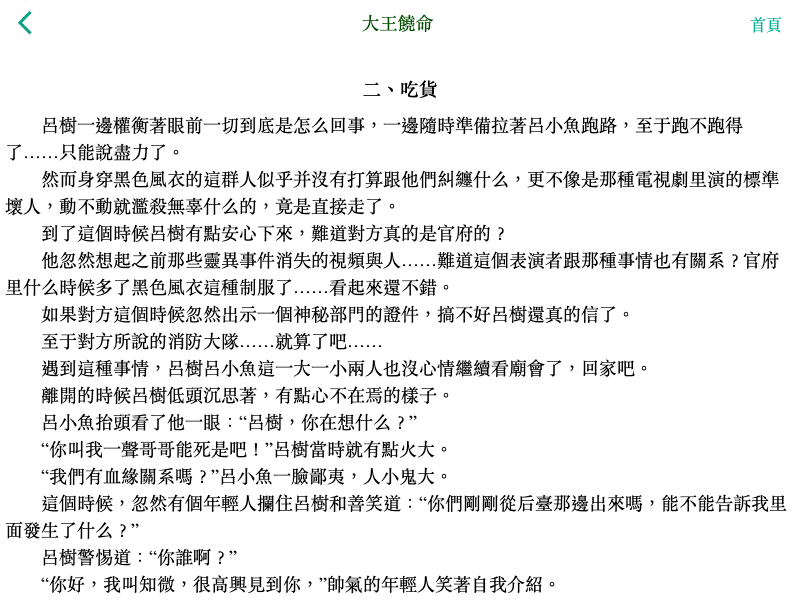 大王饒命
首頁
二、吃貨
呂樹一邊權衡著眼前一切到底是怎么回事，一邊隨時準備拉著呂小魚跑路，至于跑不跑得
了……只能說盡力了。
然而身穿黑色風衣的這群人似乎并沒有打算跟他們糾纏什么，更不像是那種電視劇里演的標準
壞人，動不動就濫殺無辜什么的，竟是直接走了。
到了這個時候呂樹有點安心下來，難道對方真的是官府的？
他忽然想起之前那些靈異事件消失的視頻與人……難道這個表演者跟那種事情也有關系？官府
里什么時候多了黑色風衣這種制服了……看起來還不錯。
如果對方這個時候忽然出示一個神秘部門的證件，搞不好呂樹還真的信了。
至于對方所說的消防大隊……就算了吧……
遇到這種事情，呂樹呂小魚這一大一小兩人也沒心情繼續看廟會了，回家吧。
離開的時候呂樹低頭沉思著，有點心不在焉的樣子。
呂小魚抬頭看了他一眼：“呂樹，你在想什么？”
“你叫我一聲哥哥能死是吧！”呂樹當時就有點火大。
“我們有血緣關系嗎？”呂小魚一臉鄙夷，人小鬼大。
這個時候，忽然有個年輕人攔住呂樹和善笑道：“你們剛剛從后臺那邊出來嗎，能不能告訴我里
面發生了什么？”
呂樹警惕道：“你誰啊？”
“你好，我叫知微，很高興見到你，”帥氣的年輕人笑著自我介紹。